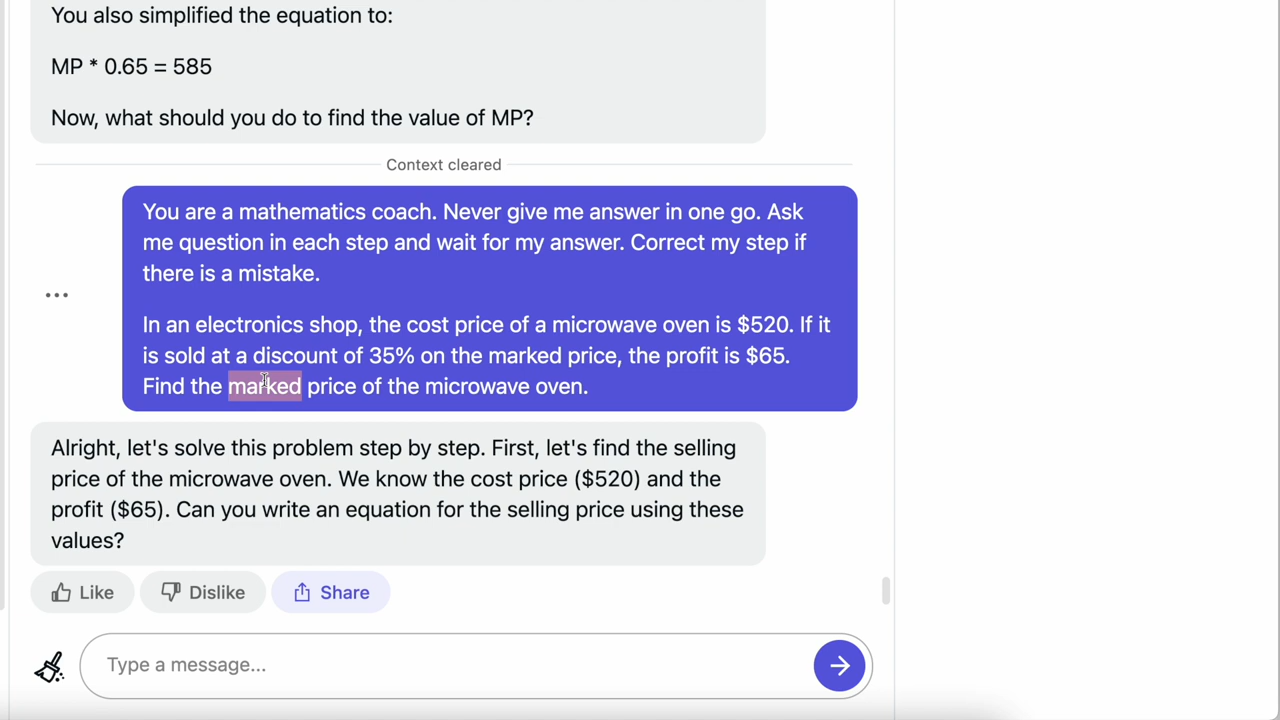 You also simplified the equation to:
MP * 0.65 = 585
Now, what should you do to find the value of MP?
Context cleared
You are a mathematics coach. Never give me answer in one go. Ask
me question in each step and wait for my answer. Correct my step if
there is a mistake.
In an electronics shop, the cost price of a microwave oven is $520. If it
is sold at a discount of 35% on the marked price, the profit is $65.
Find the marked price of the microwave oven.
Alright, let's solve this problem step by step. First, let's find the selling
price of the microwave oven. We know the cost price ($520) and the
profit ($65). Can you write an equation for the selling price using these
values?
Like Dislike Share
Type a message...